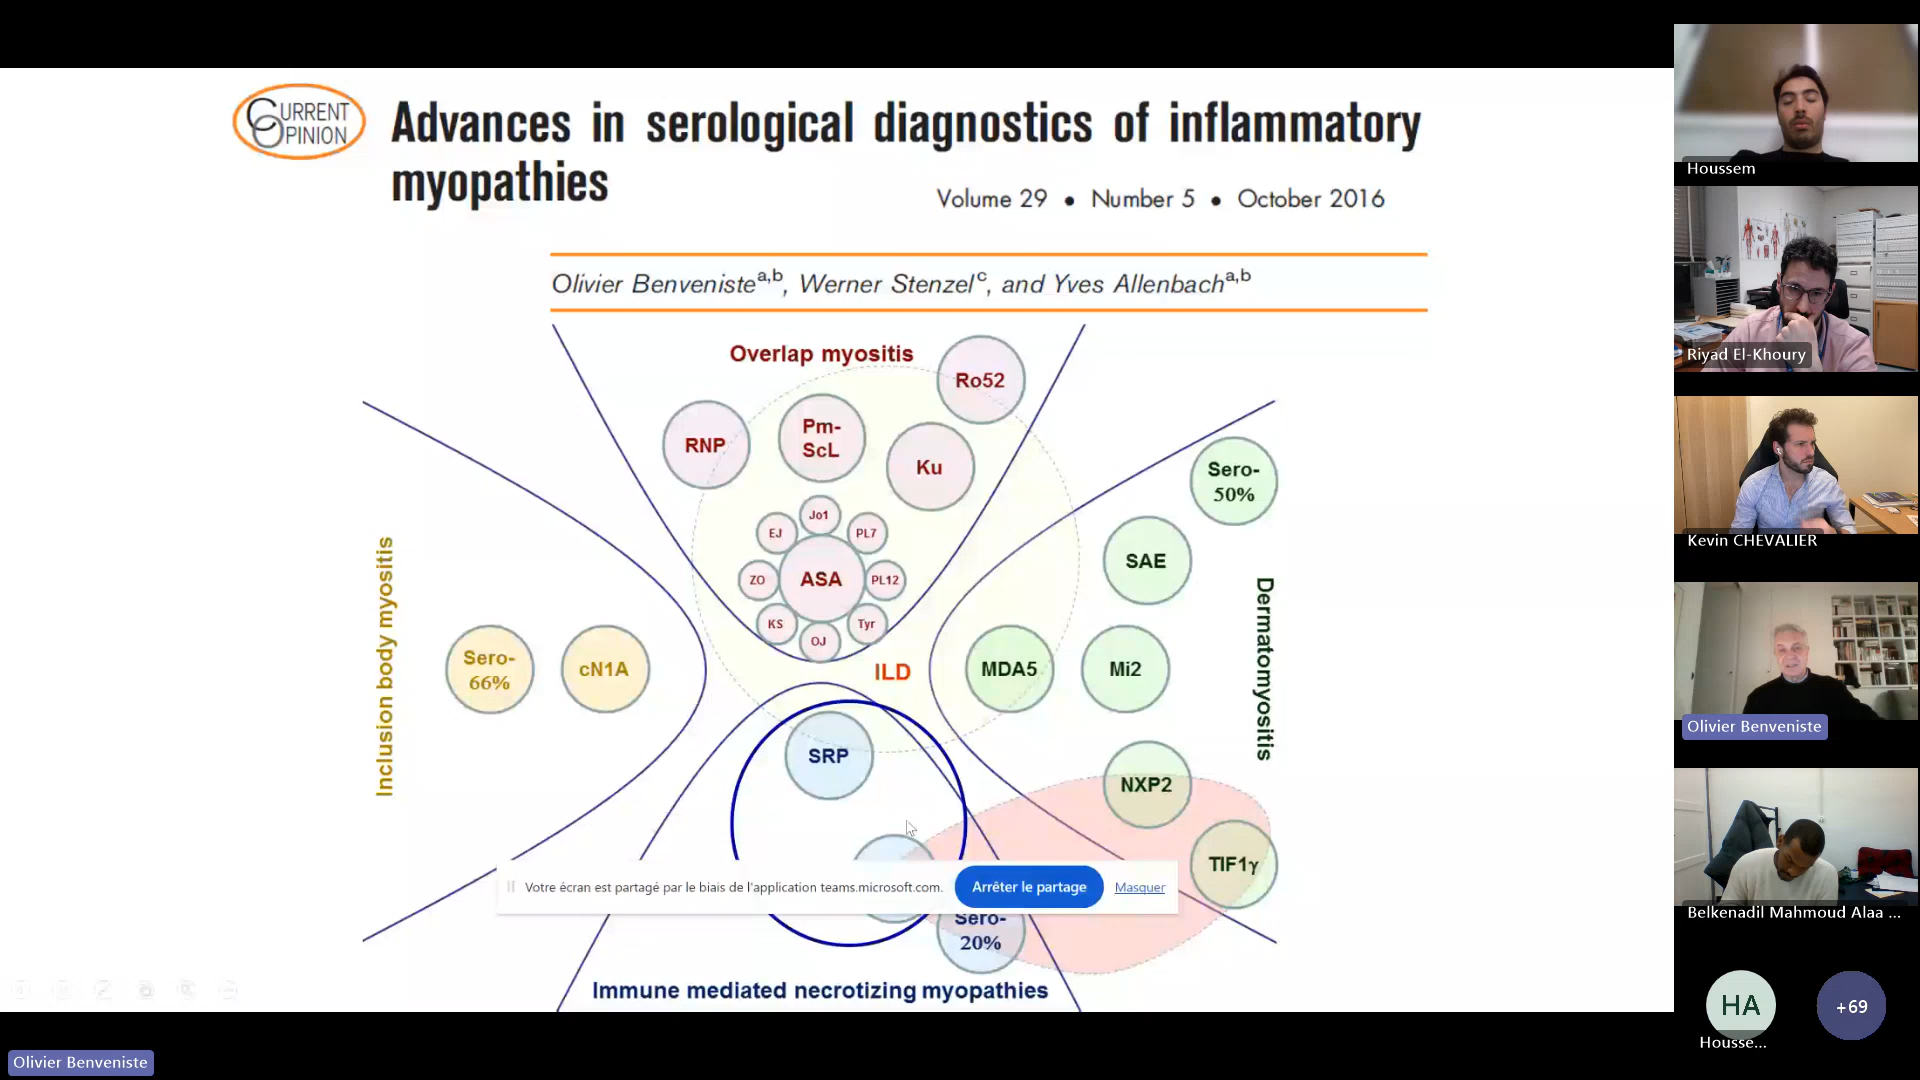 CURRENT
OPINION
Advances in serological diagnostics of inflammatory
myopathies
Volume 29 • Number 5 • October 2016
Olivier Benveniste a,b, Werner Stenzel c, and Yves Allenbach a,b
Overlap myositis
Ro52
RNP
Pm-
ScL
Ku
Jo1
EJ
PL7
ZO
ASA
PL12
KS
Tyr
OJ
ILD
Inclusion body myositis
Sero-
66%
cN1A
Sero-
50%
SAE
MDA5
Mi2
Dermatomyositis
NXP2
TIF1γ
SRP
Votre écran est partagé par le biais de l'application teams.microsoft.com.
Arrêter le partage
Masquer
Sero-
20%
Immune mediated necrotizing myopathies
Houssem
Riyad El-Khoury
Kevin CHEVALIER
Olivier Benveniste
Belkenadil Mahmoud Alaa ...
HA
Housse...
+69
Olivier Benveniste